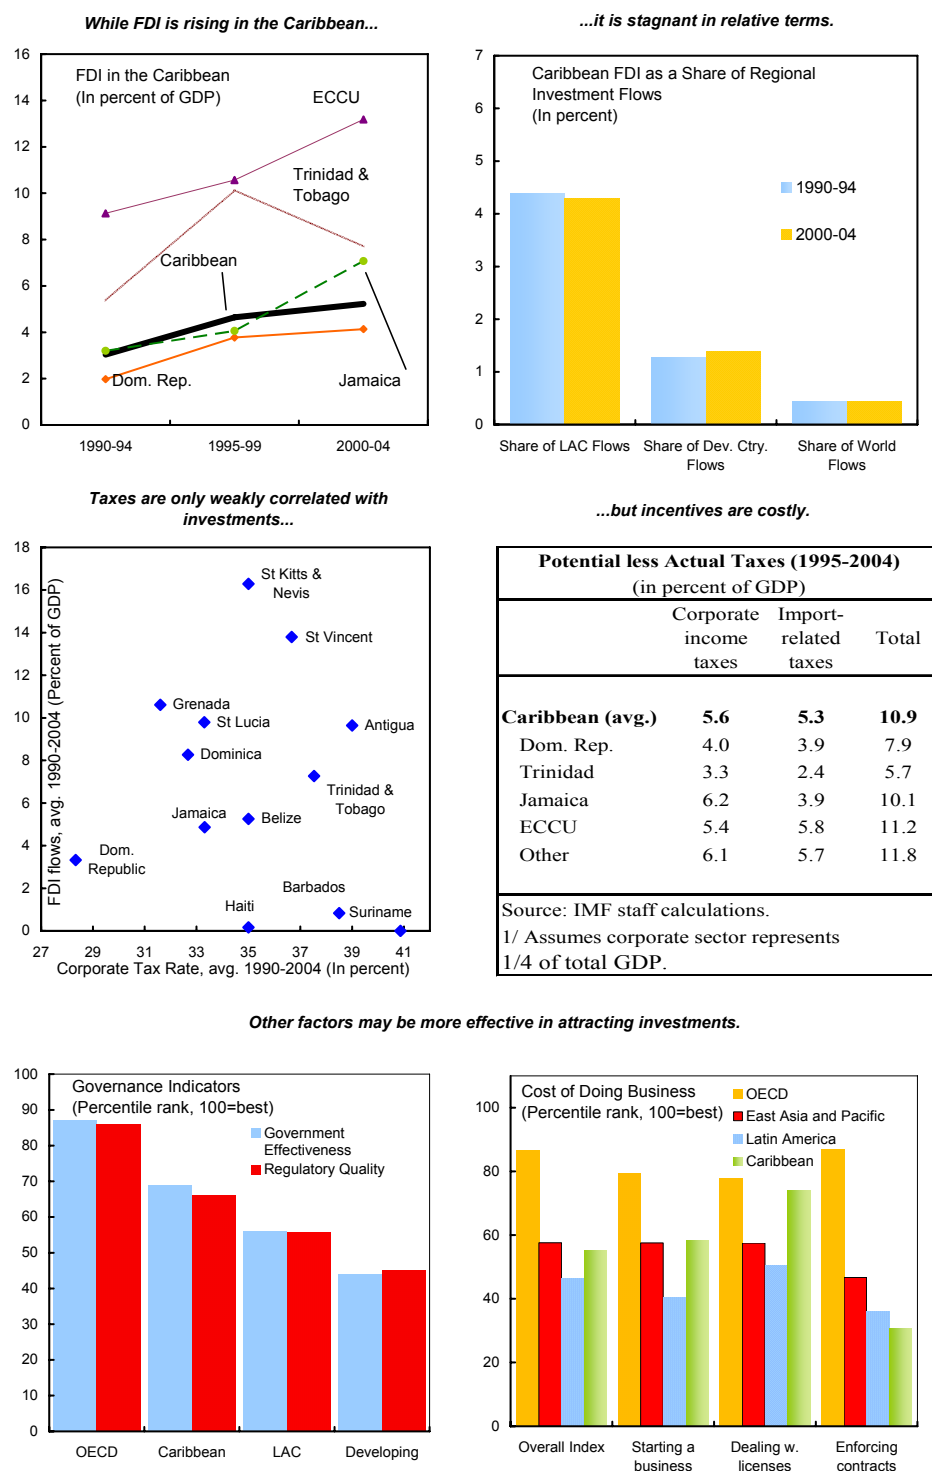 While FDI is rising in the Caribbean...
16
14
12
10
8
6
4
2
0
FDI in the Caribbean
(In percent of GDP)
ECCU
Trinidad &
Tobago
Caribbean
Dom. Rep.
Jamaica
1990-94 1995-99 2000-04
...it is stagnant in relative terms.
7
6
5
4
3
2
1
0
Caribbean FDI as a Share of Regional
Investment Flows
(In percent)
1990-94
2000-04
Share of LAC Flows
Share of Dev. Ctry.
Flows
Share of World
Flows
Taxes are only weakly correlated with
investments...
18
16
14
12
10
8
6
4
2
0
FDI flows, avg. 1990-2004 (Percent of GDP)
St Kitts &
Nevis
St Vincent
Grenada
St Lucia
Antigua
Dominica
Trinidad &
Tobago
Jamaica
Belize
Dom.
Republic
Barbados
Haiti
Suriname
27 29 31 33 35 37 39 41
Corporate Tax Rate, avg. 1990-2004 (In percent)
...but incentives are costly.
Potential less Actual Taxes (1995-2004)
(in percent of GDP)
Corporate income taxes
Import-related taxes
Total
Caribbean (avg.) 5.6 5.3 10.9
Dom. Rep. 4.0 3.9 7.9
Trinidad 3.3 2.4 5.7
Jamaica 6.2 3.9 10.1
ECCU 5.4 5.8 11.2
Other 6.1 5.7 11.8
Source: IMF staff calculations.
1/ Assumes corporate sector represents
1/4 of total GDP.
Other factors may be more effective in attracting investments.
100
90
80
70
60
50
40
30
20
10
0
Governance Indicators
(Percentile rank, 100=best)
Government
Effectiveness
Regulatory Quality
OECD Caribbean LAC Developing
100
80
60
40
20
0
Cost of Doing Business
(Percentile rank, 100=best)
OECD
East Asia and Pacific
Latin America
Caribbean
Overall Index
Starting a
business
Dealing w.
licenses
Enforcing
contracts